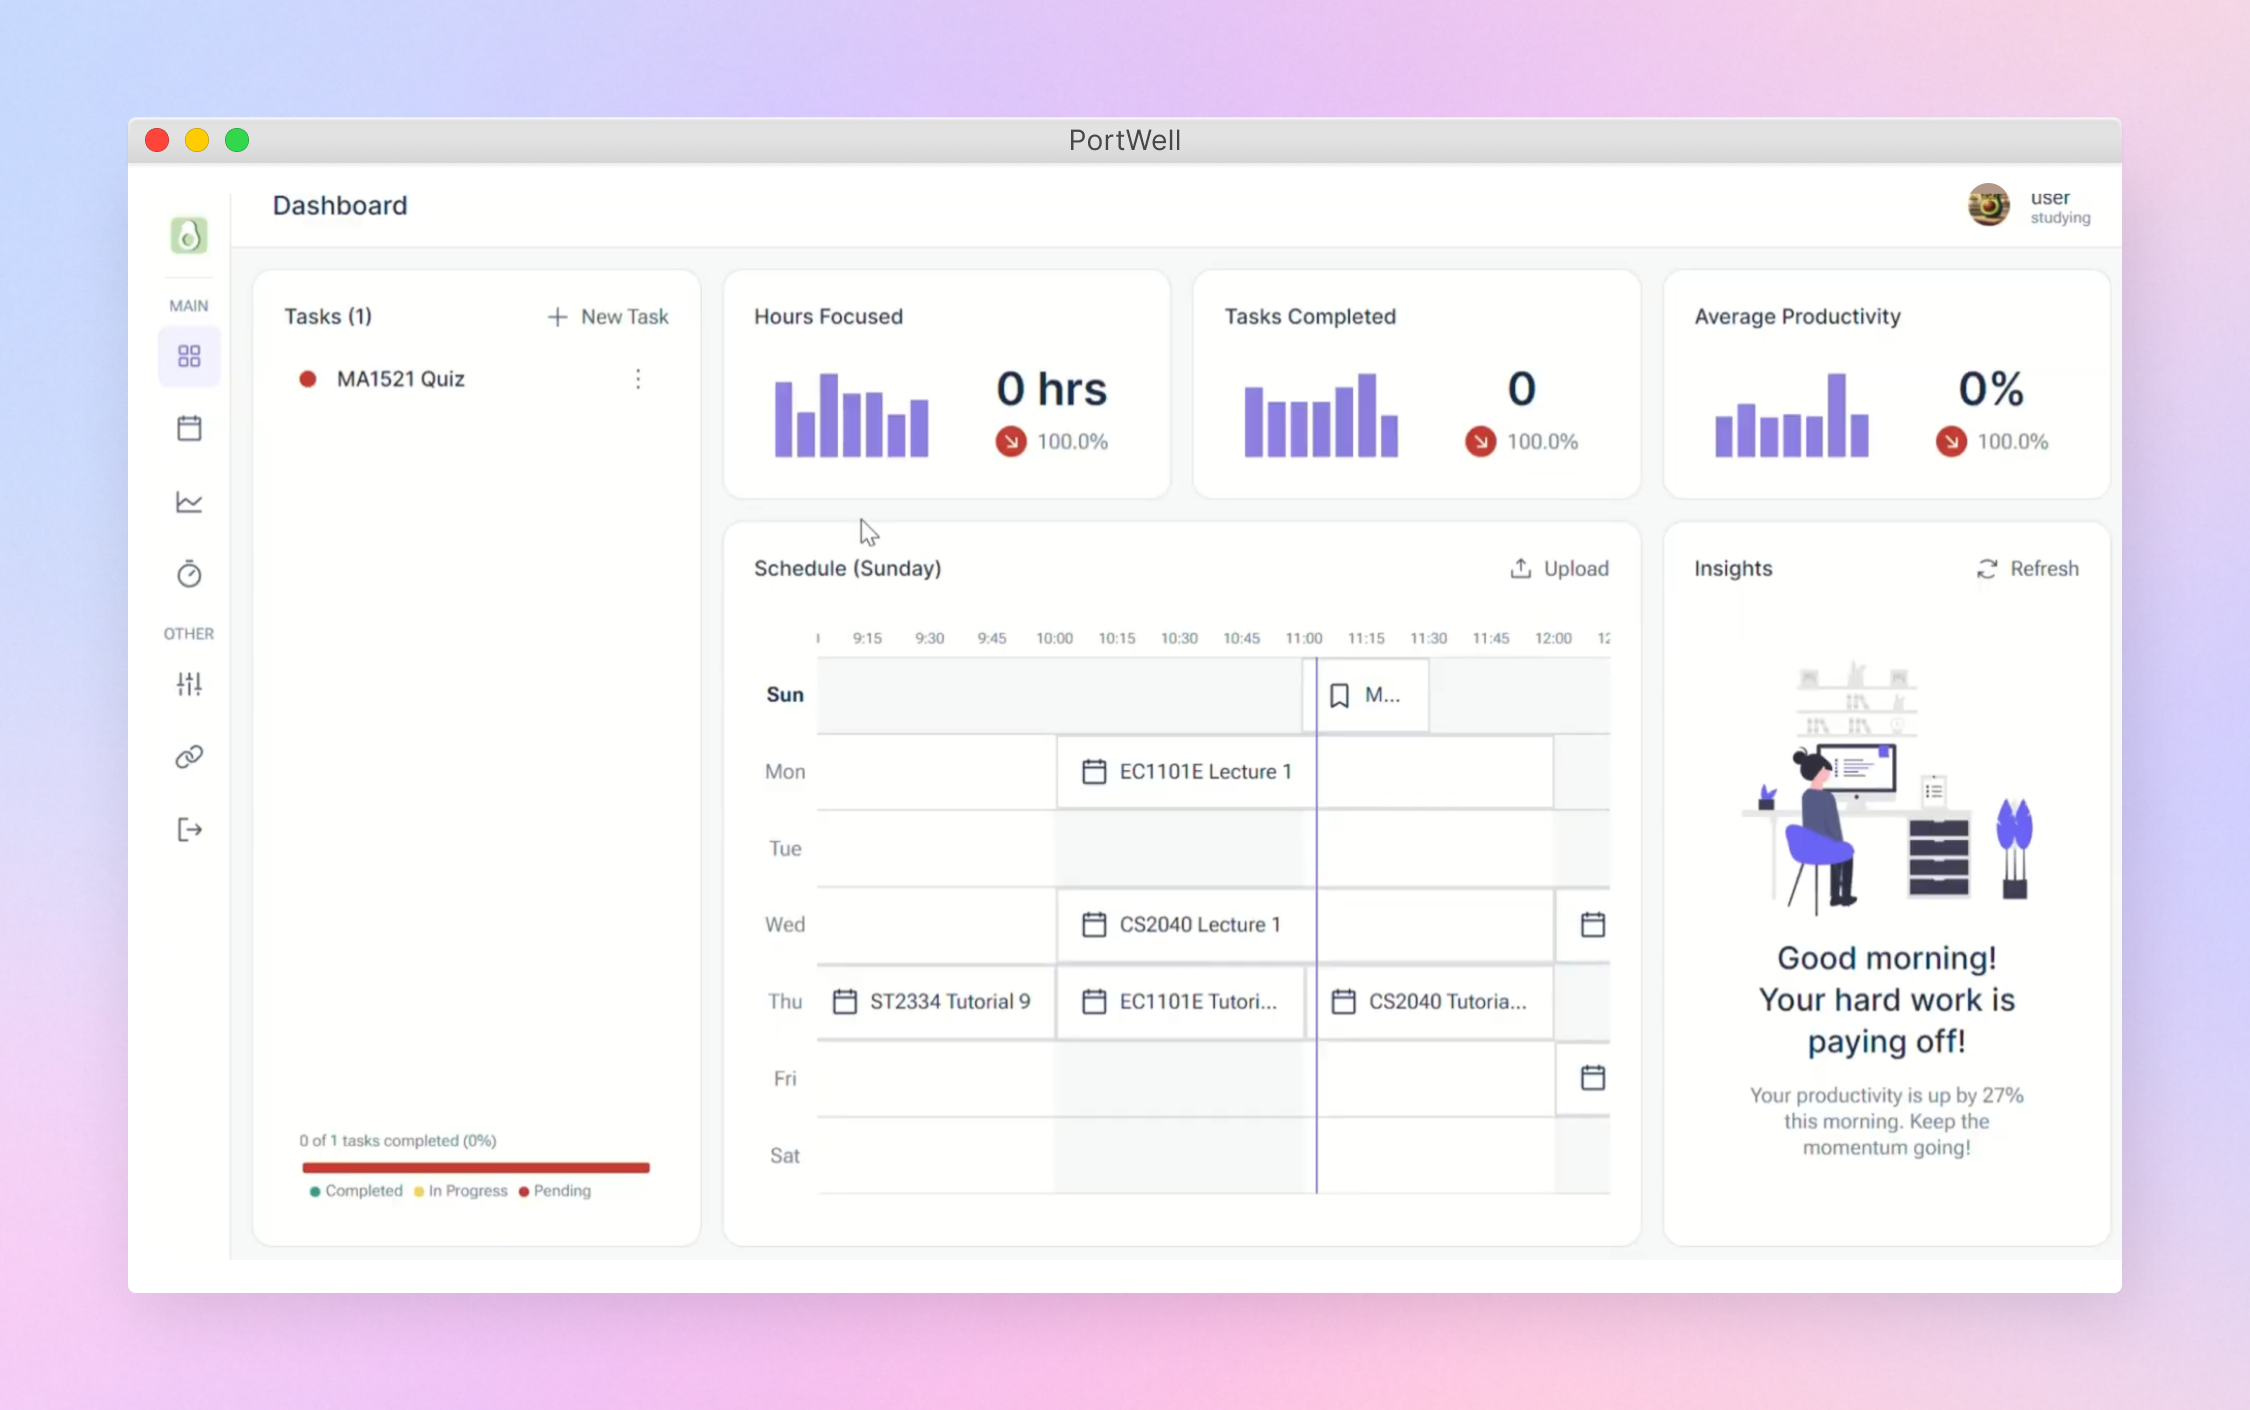 PortWell
Dashboard
user
studying
MAIN
OTHER
Tasks (1)
New Task
MA1521 Quiz
0 of 1 tasks completed (0%)
Completed In Progress Pending
Hours Focused
0 hrs
100.0%
Tasks Completed
0
100.0%
Average Productivity
0%
100.0%
Schedule (Sunday)
Upload
9:15 9:30 9:45 10:00 10:15 10:30 10:45 11:00 11:15 11:30 11:45 12:00
Sun M...
Mon EC1101E Lecture 1
Tue
Wed CS2040 Lecture 1
Thu ST2334 Tutorial 9 EC1101E Tutori... CS2040 Tutoria...
Fri
Sat
Insights
Refresh
Good morning!
Your hard work is
paying off!
Your productivity is up by 27%
this morning. Keep the
momentum going!